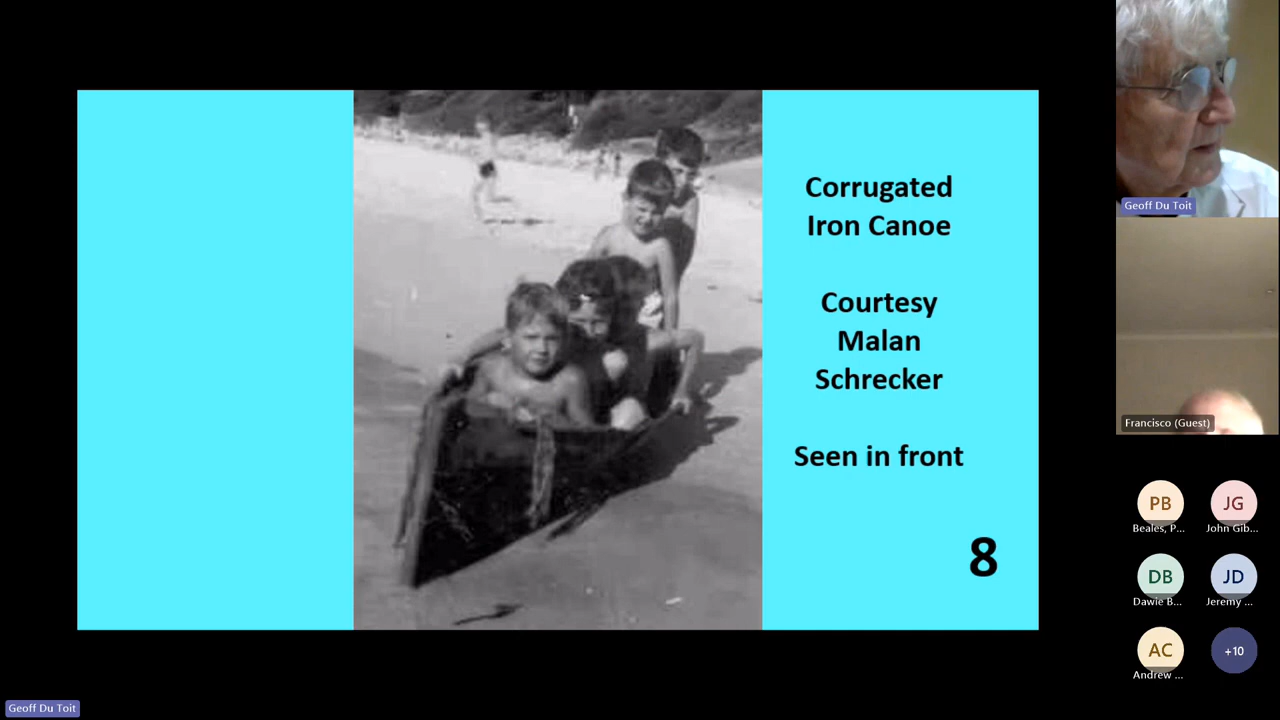 Corrugated
Iron Canoe
Courtesy
Malan
Schrecker
Seen in front
8
Geoff Du Toit
Francisco (Guest)
PB
Beales, P...
JG
John Gib...
DB
Dawie B...
JD
Jeremy ...
AC
Andrew ...
+10
Geoff Du Toit